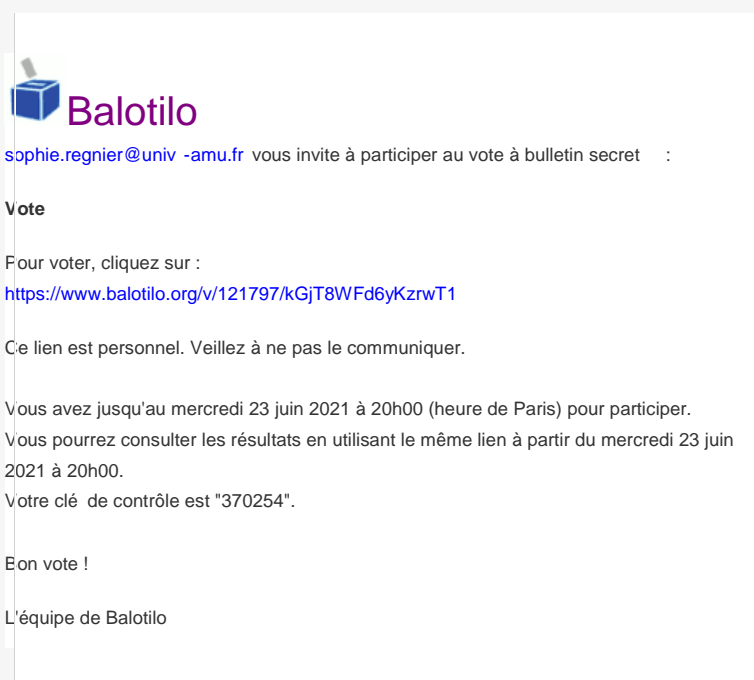 Balotilo
sophie.regnier@univ -amu.fr vous invite à participer au vote à bulletin secret :
Vote
Pour voter, cliquez sur :
https://www.balotilo.org/v/121797/kGjT8WFd6yKzrwT1
Ce lien est personnel. Veillez à ne pas le communiquer.
Vous avez jusqu'au mercredi 23 juin 2021 à 20h00 (heure de Paris) pour participer.
Vous pourrez consulter les résultats en utilisant le même lien à partir du mercredi 23 juin
2021 à 20h00.
Votre clé de contrôle est "370254".
Bon vote !
L'équipe de Balotilo